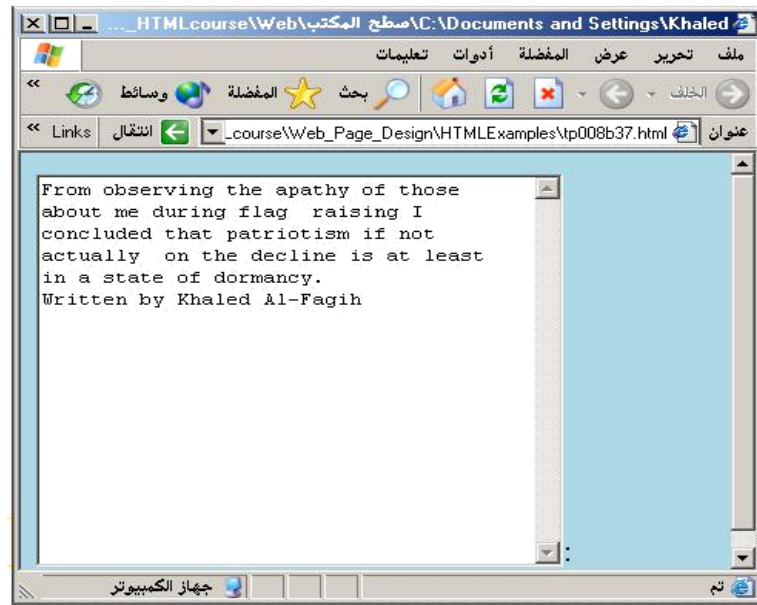 C:\Documents and Settings\Khaled\سطح المكتب\HTMLcourse\Web_...
ملف تحرير عرض المفضلة أدوات تعليمات
الخلف بحث المفضلة وسائط »
عنوان _course\Web_Page_Design\HTMLExamples\tp008b37.html انتقال Links »
From observing the apathy of those
about me during flag  raising I
concluded that patriotism if not
actually  on the decline is at least
in a state of dormancy.
Written by Khaled Al-Fagih
:
تم جهاز الكمبيوتر